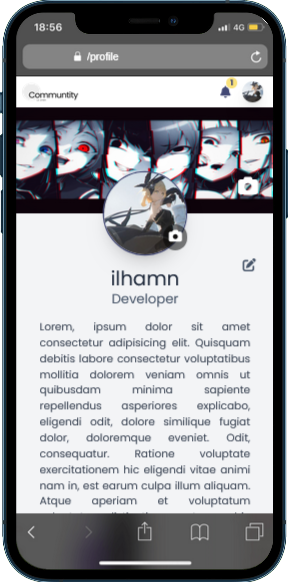 18:56
4G
/profile
Communtity
1
ilhamn
Developer
Lorem, ipsum dolor sit amet
consectetur adipisicing elit. Quisquam
debitis labore consectetur voluptatibus
mollitia dolorem veniam omnis ut
quibusdam minima sapiente
repellendus asperiores explicabo,
eligendi odit, dolore similique fugiat
dolor, doloremque eveniet. Odit,
consequatur. Ratione voluptate
exercitationem hic eligendi vitae animi
nam in, est earum culpa illum aliquam.
Atque aperiam et voluptatum